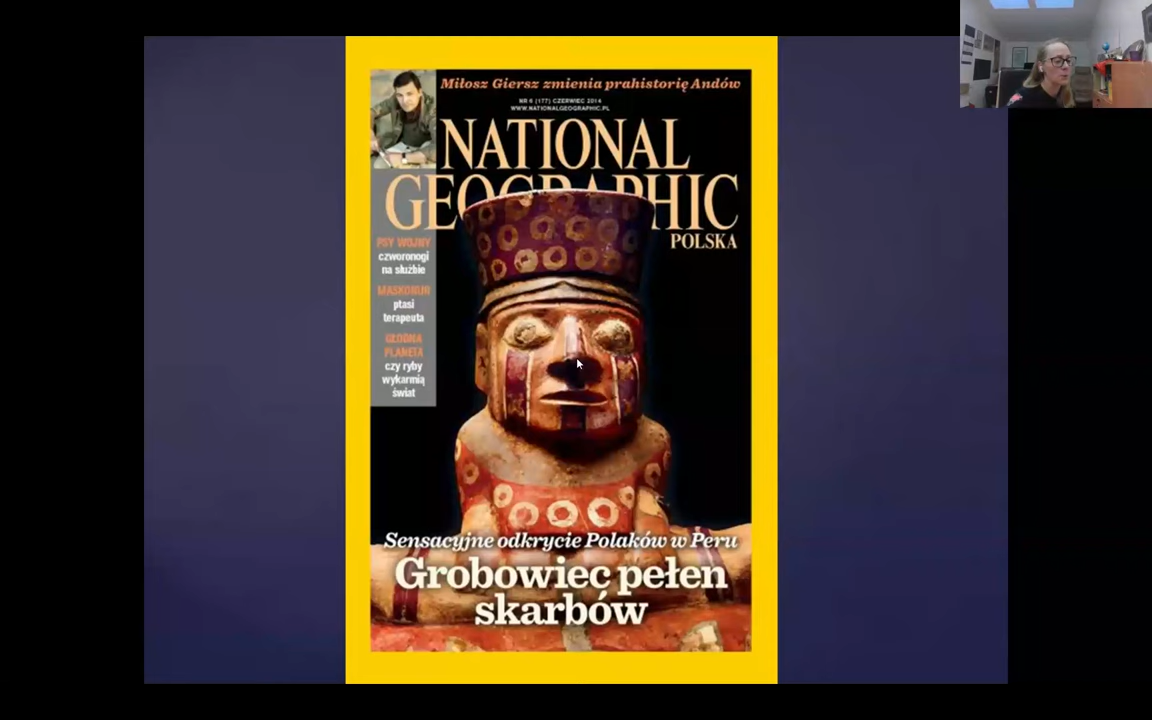 Miłosz Giersz zmienia prahistorię Andów
NR 6 (177) CZERWIEC 2014
WWW.NATIONALGEOGRAPHIC.PL
NATIONAL
GEOGRAPHIC
POLSKA
PSY WOJNY
czworonogi
na służbie
MASKONUR
ptasi
terapeuta
GŁODNA
PLANETA
czy ryby
wykarmią
świat
Sensacyjne odkrycie Polaków w Peru
Grobowiec pełen
skarbów